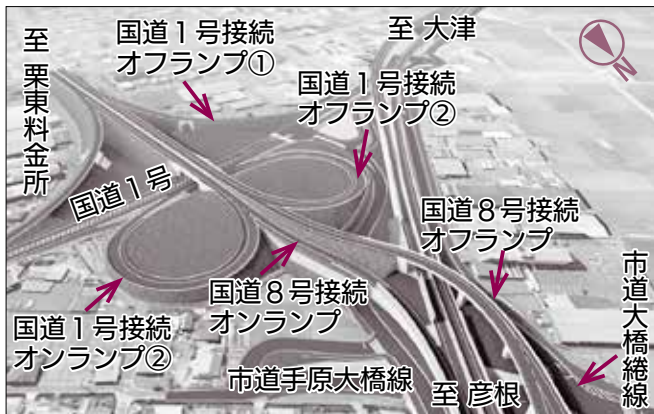 至 栗東料金所
国道1号接続
オフランプ①
至 大津
国道1号接続
オフランプ②
N
国道1号
国道8号接続
オフランプ
国道1号接続
オンランプ②
国道8号接続
オンランプ
市道大橋綣線
市道手原大橋線
至 彦根